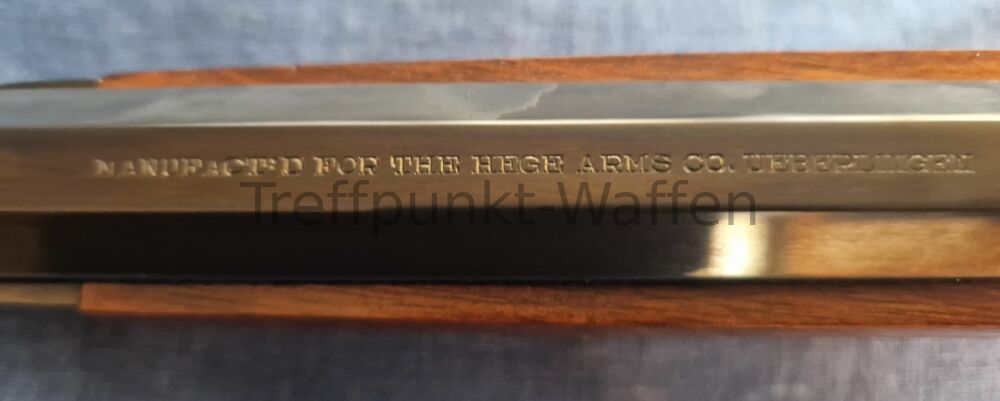 MANUFACT'D FOR THE HEGE ARMS CO. UEBERLINGEN
Treffpunkt-Waffen